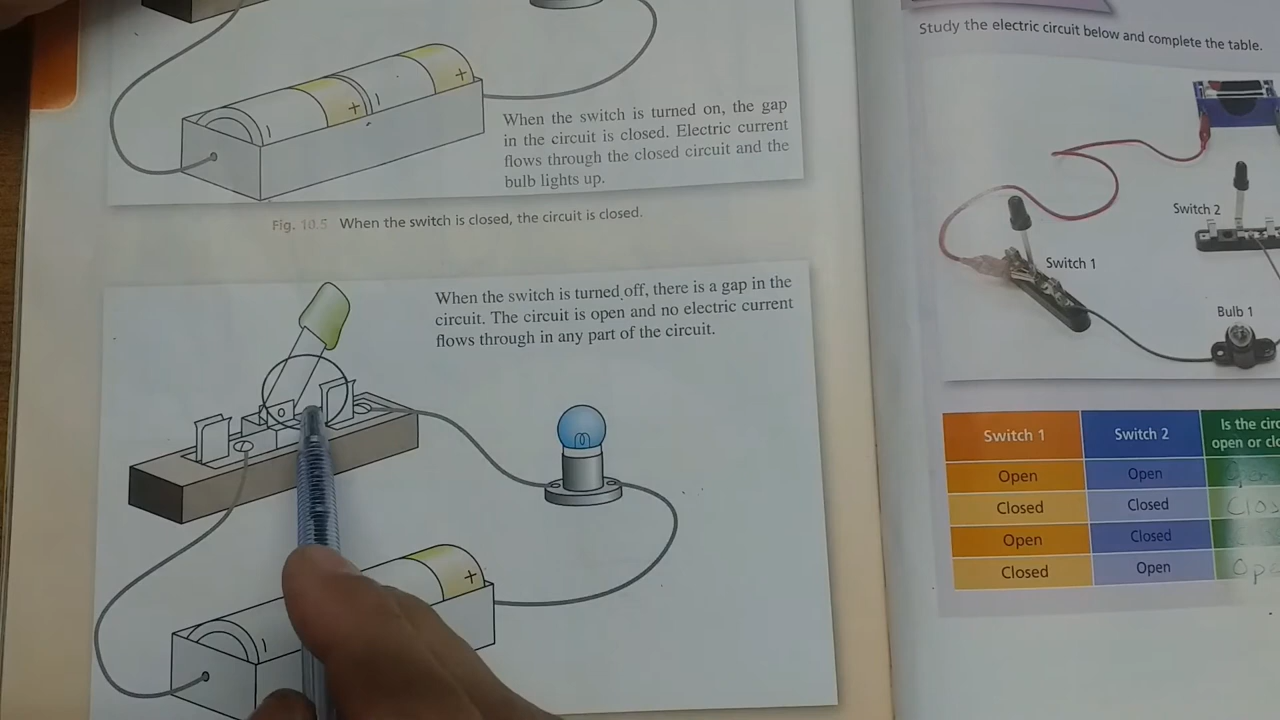 When the switch is turned on, the gap
in the circuit is closed. Electric current
flows through the closed circuit and the
bulb lights up.
Fig. 10.5 When the switch is closed, the circuit is closed.
When the switch is turned off, there is a gap in the
circuit. The circuit is open and no electric current
flows through in any part of the circuit.
+
+
+
Study the electric circuit below and complete the table.
Switch 2
Switch 1
Bulb 1
Switch 1 Switch 2 Is the
open or
Open Open
Closed Closed
Open Closed
Closed Open